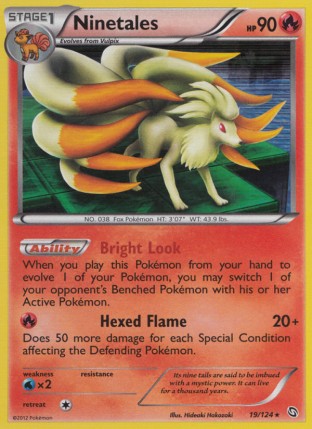 STAGE1 Ninetales HP90
Evolves from Vulpix
NO. 038 Fox Pokémon HT: 3'07" WT: 43.9 lbs.
Ability Bright Look
When you play this Pokémon from your hand to
evolve 1 of your Pokémon, you may switch 1 of
your opponent's Benched Pokémon with his or her
Active Pokémon.
Hexed Flame 20+
Does 50 more damage for each Special Condition
affecting the Defending Pokémon.
weakness resistance
×2
retreat
Its nine tails are said to be imbued
with a mystic power. It can live
for a thousand years.
©2012 Pokémon Illus. Hideaki Hakozaki 19/124 ★